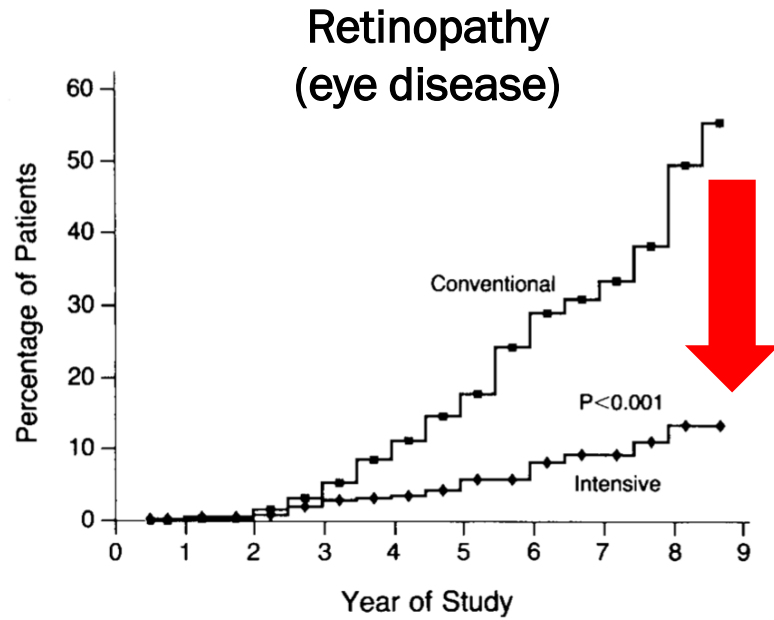 Retinopathy
(eye disease)
60
50
40
30
20
10
0
Percentage of Patients
Conventional
P<0.001
Intensive
0 1 2 3 4 5 6 7 8 9
Year of Study